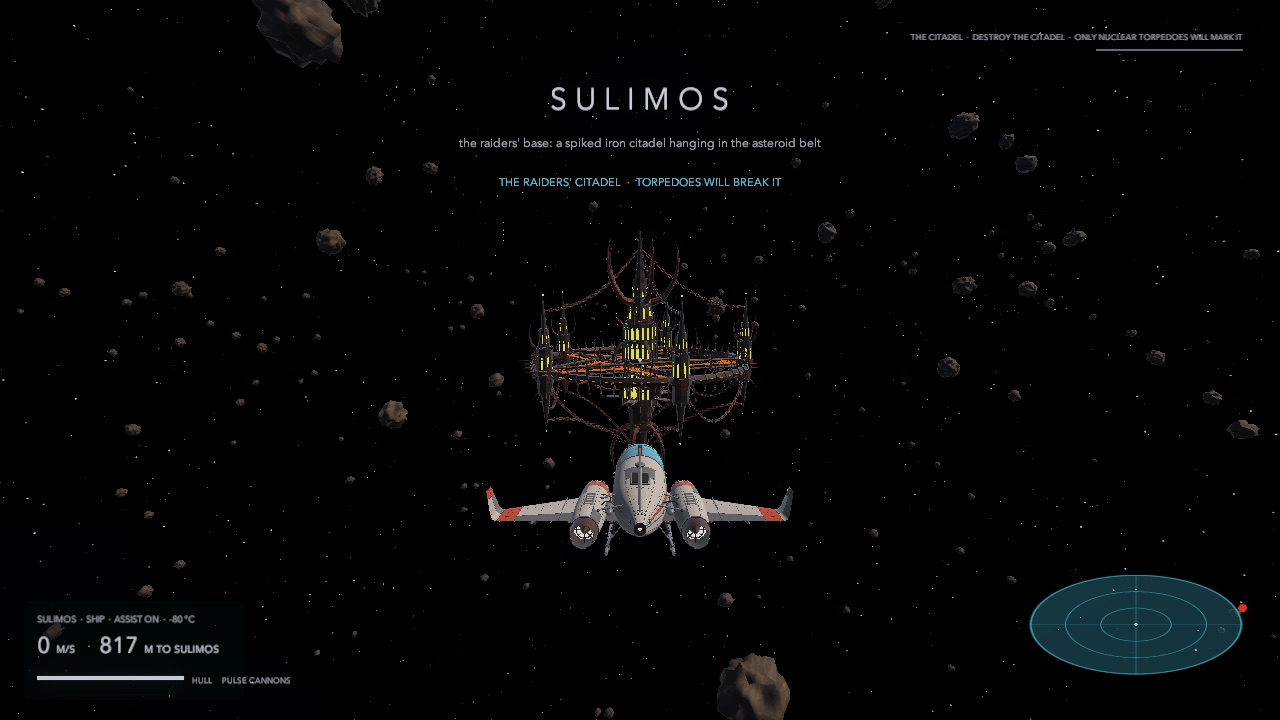 THE CITADEL · DESTROY THE CITADEL · ONLY NUCLEAR TORPEDOES WILL MARK IT
SULIMOS
the raiders' base: a spiked iron citadel hanging in the asteroid belt
THE RAIDERS' CITADEL · TORPEDOES WILL BREAK IT
SULIMOS · SHIP · ASSIST ON · -80 °C
0 M/S · 817 M TO SULIMOS
HULL PULSE CANNONS